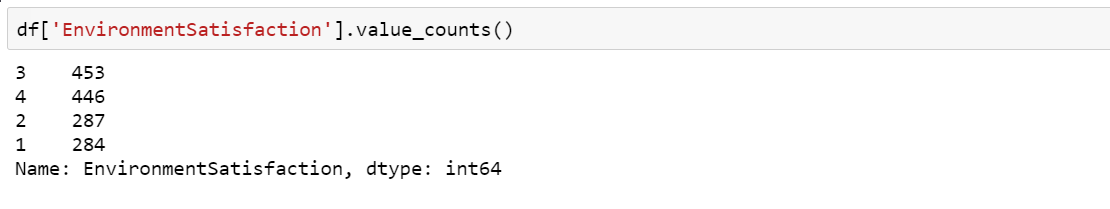 df['EnvironmentSatisfaction'].value_counts()
3    453
4    446
2    287
1    284
Name: EnvironmentSatisfaction, dtype: int64